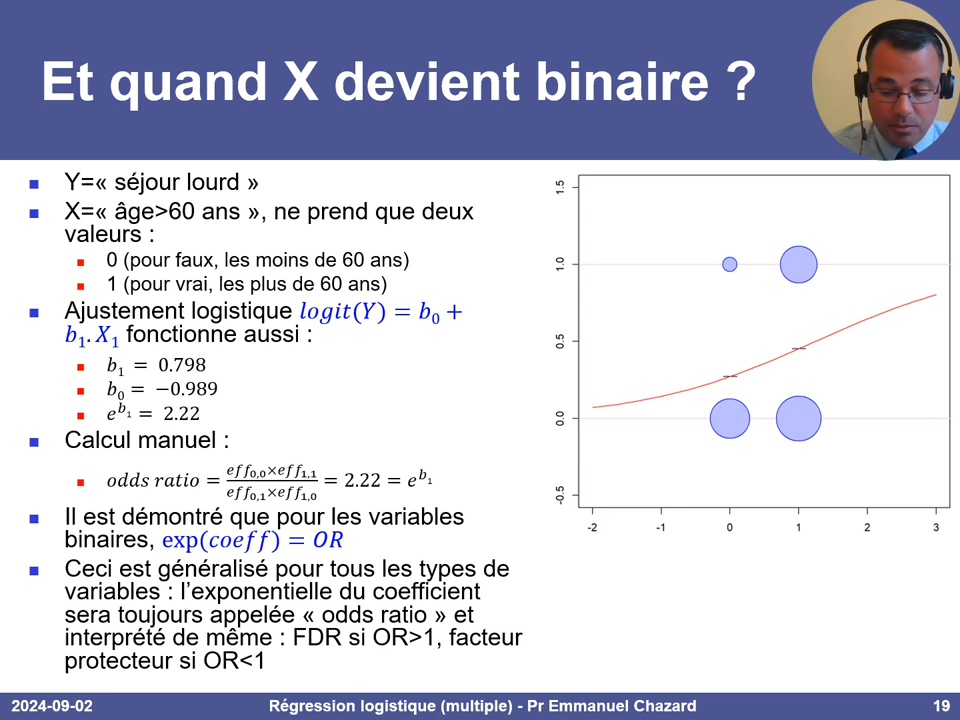 Et quand X devient binaire ?
Y=« séjour lourd »
X=« âge>60 ans », ne prend que deux
valeurs :
0 (pour faux, les moins de 60 ans)
1 (pour vrai, les plus de 60 ans)
Ajustement logistique logit(Y) = b₀ +
b₁. X₁ fonctionne aussi :
b₁ = 0.798
b₀ = −0.989
e^b₁ = 2.22
Calcul manuel :
odds ratio = (eff₀,₀×eff₁,₁)/(eff₀,₁×eff₁,₀) = 2.22 = e^b₁
Il est démontré que pour les variables
binaires, exp(coeff) = OR
Ceci est généralisé pour tous les types de
variables : l’exponentielle du coefficient
sera toujours appelée « odds ratio » et
interprété de même : FDR si OR>1, facteur
protecteur si OR<1
1.5
1.0
0.5
0.0
-0.5
-2 -1 0 1 2 3
2024-09-02 Régression logistique (multiple) - Pr Emmanuel Chazard 19